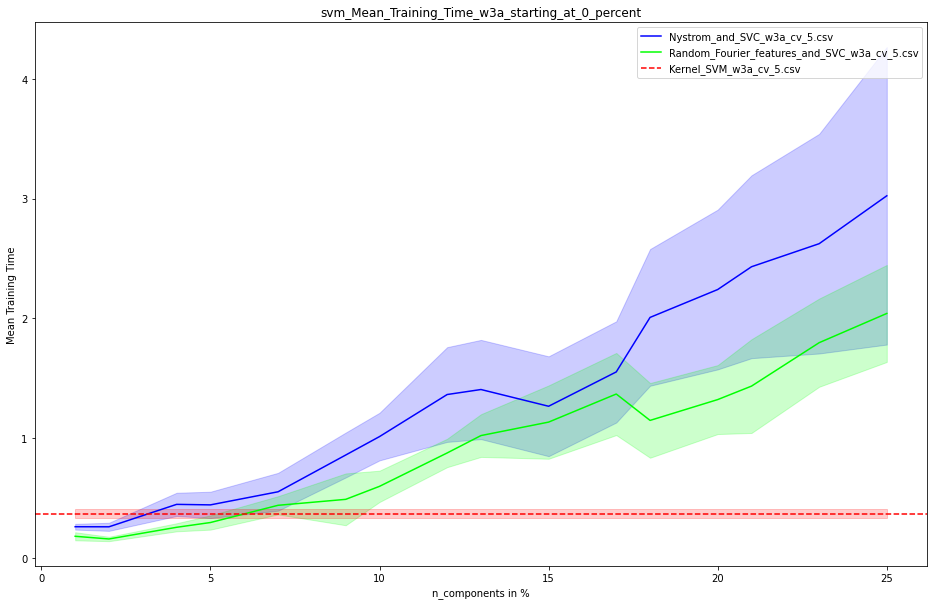 svm_Mean_Training_Time_w3a_starting_at_0_percent
Nystrom_and_SVC_w3a_cv_5.csv
Random_Fourier_features_and_SVC_w3a_cv_5.csv
Kernel_SVM_w3a_cv_5.csv
4
3
2
1
0
Mean Training Time
0 5 10 15 20 25
n_components in %